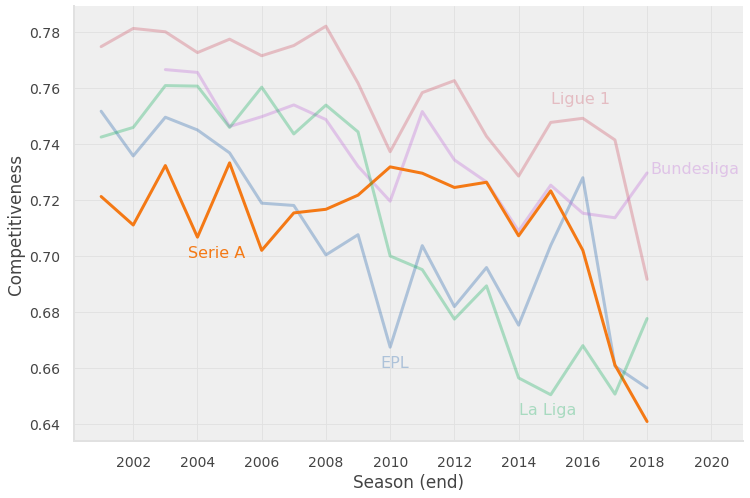 0.78
0.76
0.74
0.72
0.70
0.68
0.66
0.64
Competitiveness
Ligue 1
Bundesliga
Serie A
EPL
La Liga
2002 2004 2006 2008 2010 2012 2014 2016 2018 2020
Season (end)